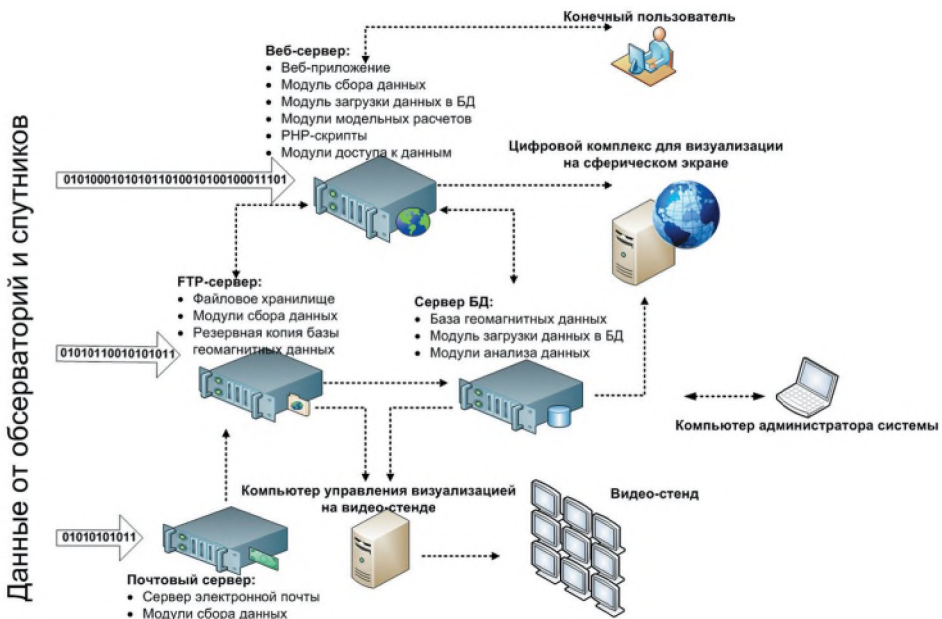 Данные от обсерваторий и спутников
Конечный пользователь
Веб-сервер:
• Веб-приложение
• Модуль сбора данных
• Модуль загрузки данных в БД
• Модули модельных расчетов
• PHP-скрипты
• Модули доступа к данным
Цифровой комплекс для визуализации
на сферическом экране
010100010101011010010100100011101
FTP-сервер:
• Файловое хранилище
• Модули сбора данных
• Резервная копия базы
геомагнитных данных
Сервер БД:
• База геомагнитных данных
• Модуль загрузки данных в БД
• Модули анализа данных
01010110010101011
Компьютер администратора системы
Компьютер управления визуализацией
на видео-стенде
Видео-стенд
01010101011
Почтовый сервер:
• Сервер электронной почты
• Модули сбора данных